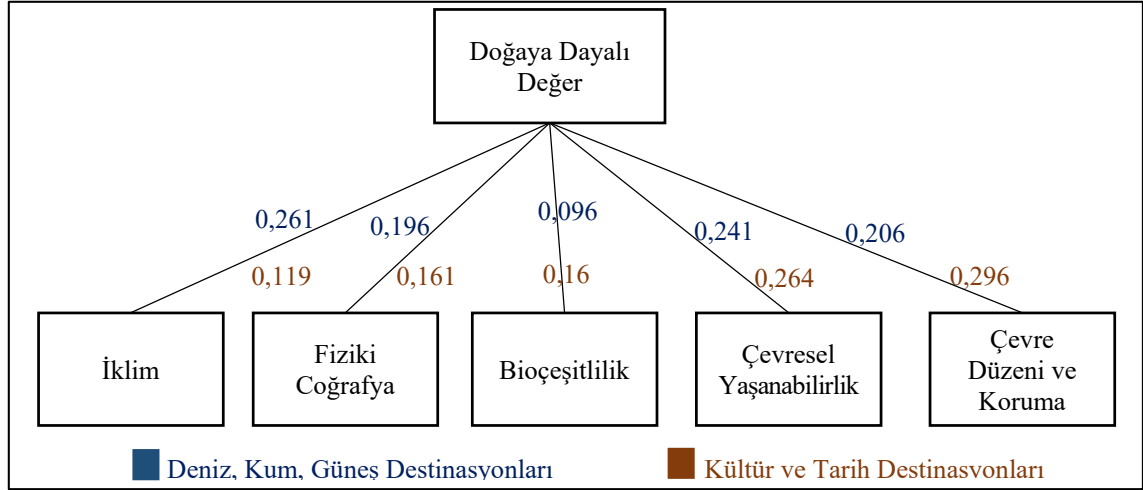 Doğaya Dayalı
Değer
0,261
0,196
0,096
0,241
0,206
0,119
0,161
0,16
0,264
0,296
İklim
Fiziki
Coğrafya
Bioçeşitlilik
Çevresel
Yaşanabilirlik
Çevre
Düzeni ve
Koruma
Deniz, Kum, Güneş Destinasyonları
Kültür ve Tarih Destinasyonları